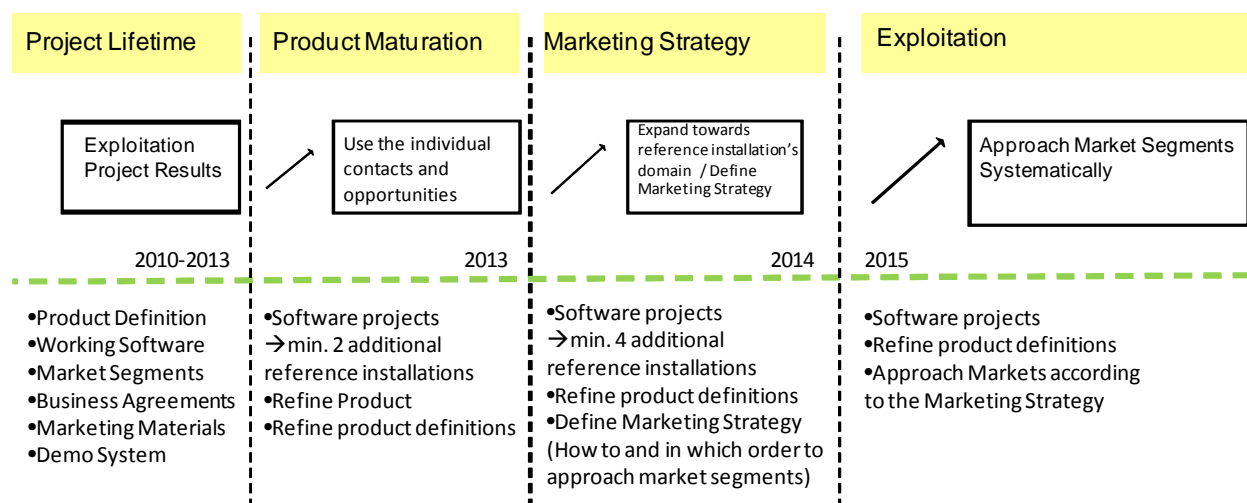 Project Lifetime
Product Maturation
Marketing Strategy
Exploitation
Exploitation
Project Results
Use the individual
contacts and
opportunities
Expand towards
reference installation's
domain / Define
Marketing Strategy
Approach Market Segments
Systematically
2010-2013
2013
2014
2015
•Product Definition
•Working Software
•Market Segments
•Business Agreements
•Marketing Materials
•Demo System
•Software projects
→min. 2 additional
reference installations
•Refine Product
•Refine product definitions
•Software projects
→min. 4 additional
reference installations
•Refine product definitions
•Define Marketing Strategy
(How to and in which order to
approach market segments)
•Software projects
•Refine product definitions
•Approach Markets according
to the Marketing Strategy